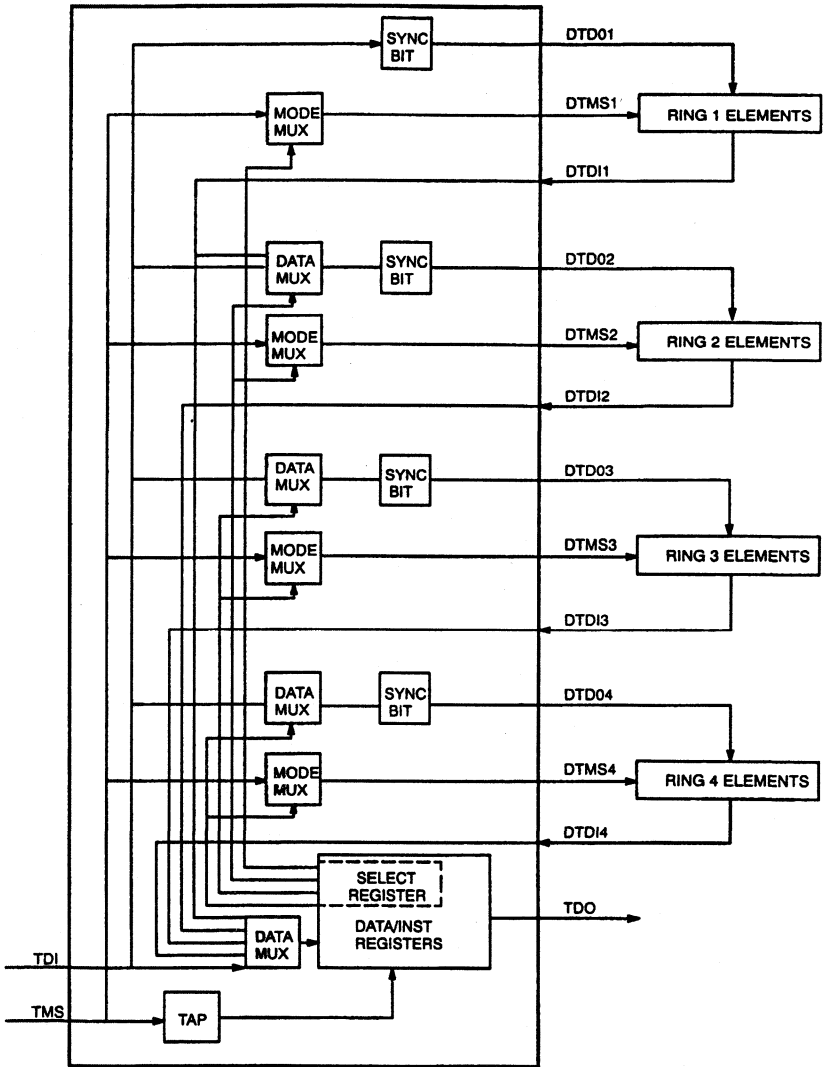 SYNC
BIT
DTD01
MODE
MUX
DTMS1
RING 1 ELEMENTS
DTDI1
DATA
MUX
SYNC
BIT
DTD02
MODE
MUX
DTMS2
RING 2 ELEMENTS
DTDI2
DATA
MUX
SYNC
BIT
DTD03
MODE
MUX
DTMS3
RING 3 ELEMENTS
DTDI3
DATA
MUX
SYNC
BIT
DTD04
MODE
MUX
DTMS4
RING 4 ELEMENTS
DTDI4
SELECT
REGISTER
DATA/INST
REGISTERS
TDO
DATA
MUX
TDI
TMS
TAP